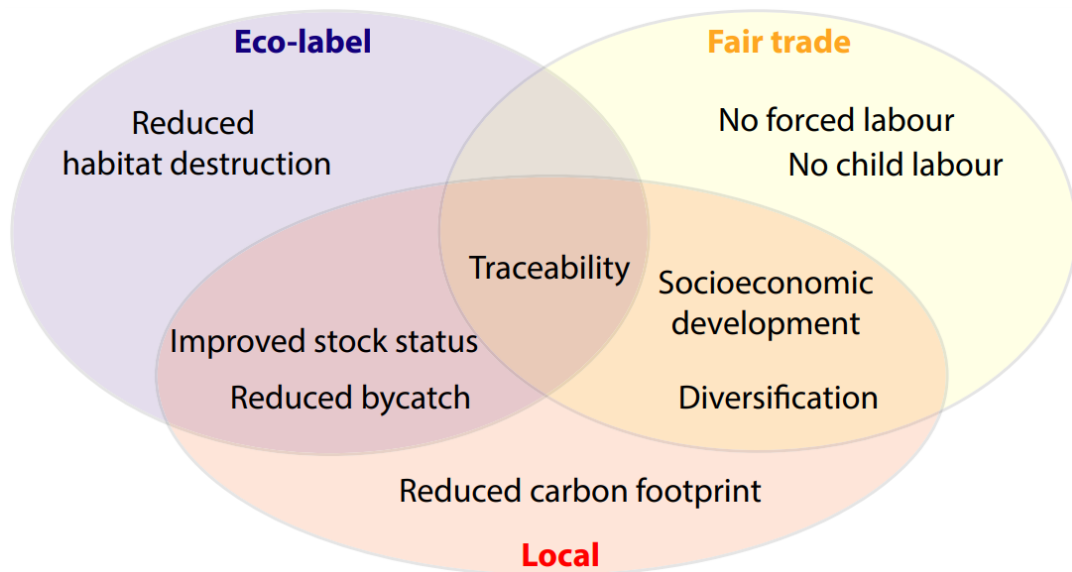 Eco-label
Fair trade
Reduced
habitat destruction
No forced labour
No child labour
Traceability
Socioeconomic
development
Improved stock status
Reduced bycatch
Diversification
Reduced carbon footprint
Local